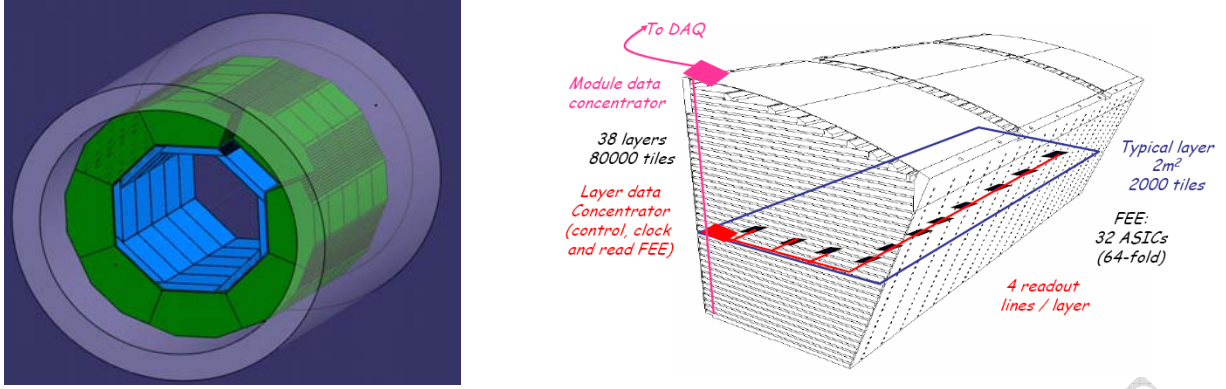 To DAQ
Module data
concentrator
38 layers
80000 tiles
Layer data
Concentrator
(control, clock
and read FEE)
Typical layer
2m²
2000 tiles
FEE:
32 ASICs
(64-fold)
4 readout
lines / layer